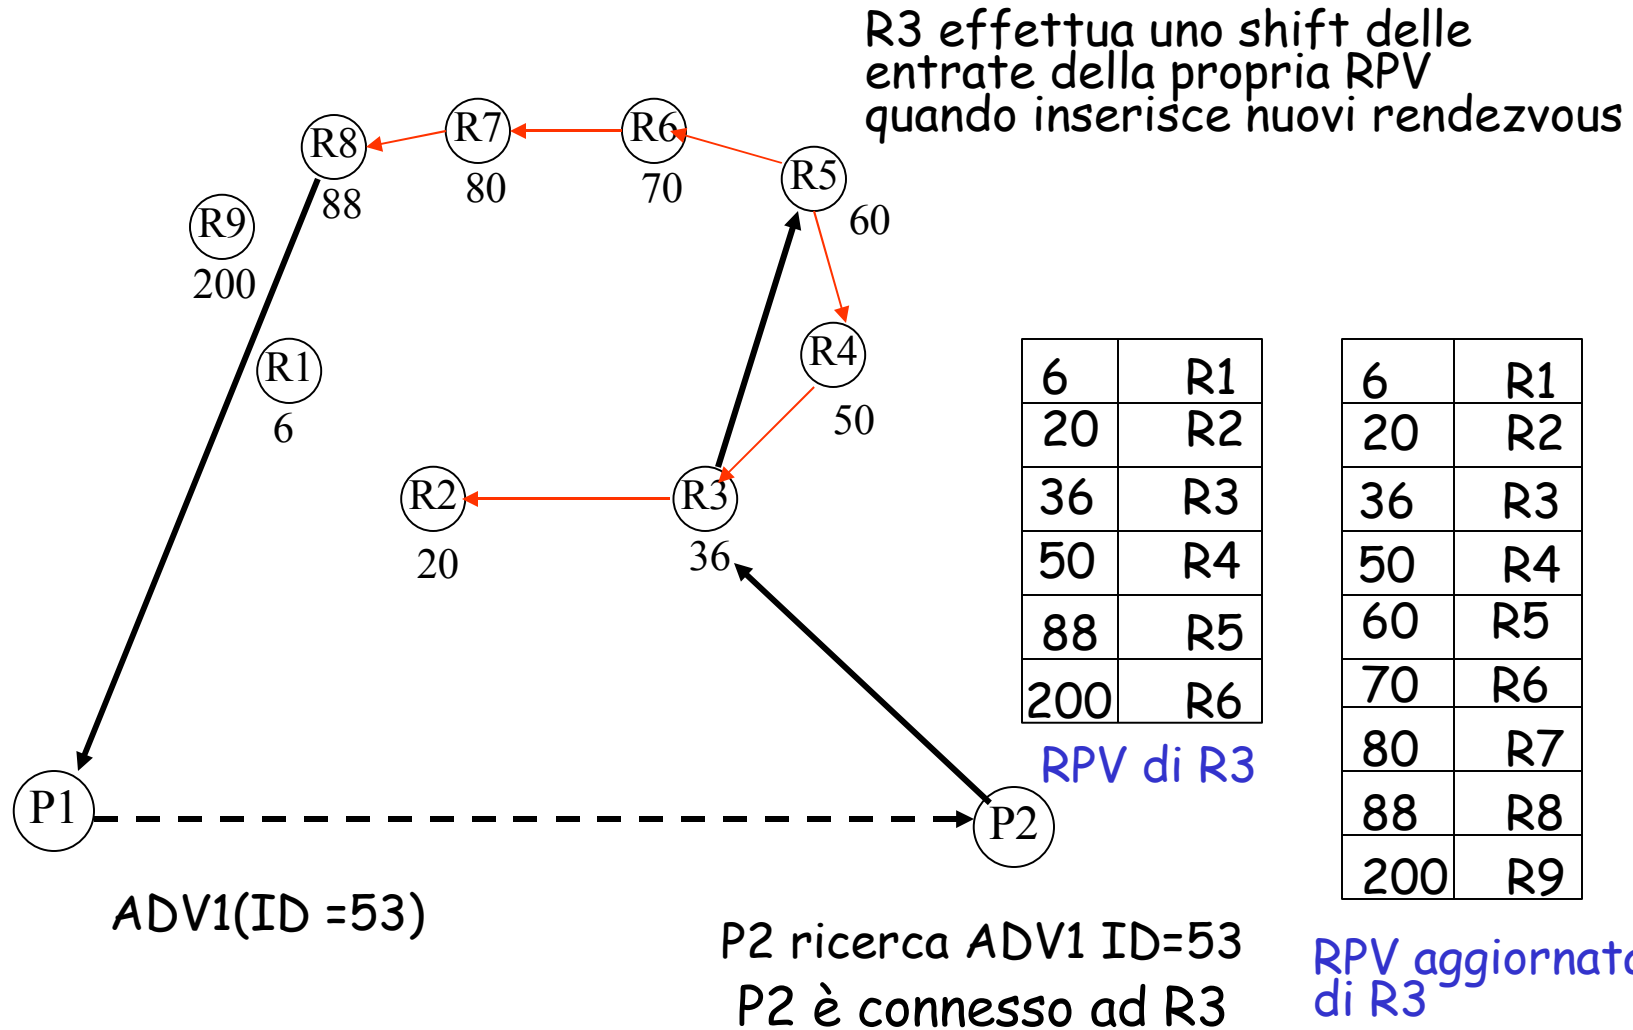 R3 effettua uno shift delle
entrate della propria RPV
quando inserisce nuovi rendezvous
R8
88
R7
80
R6
70
R5
60
R9
200
R1
6
R4
50
R2
20
R3
36
6 R1
20 R2
36 R3
50 R4
88 R5
200 R6
RPV di R3
6 R1
20 R2
36 R3
50 R4
60 R5
70 R6
80 R7
88 R8
200 R9
RPV aggiornata
di R3
P1
P2
ADV1(ID =53)
P2 ricerca ADV1 ID=53
P2 è connesso ad R3